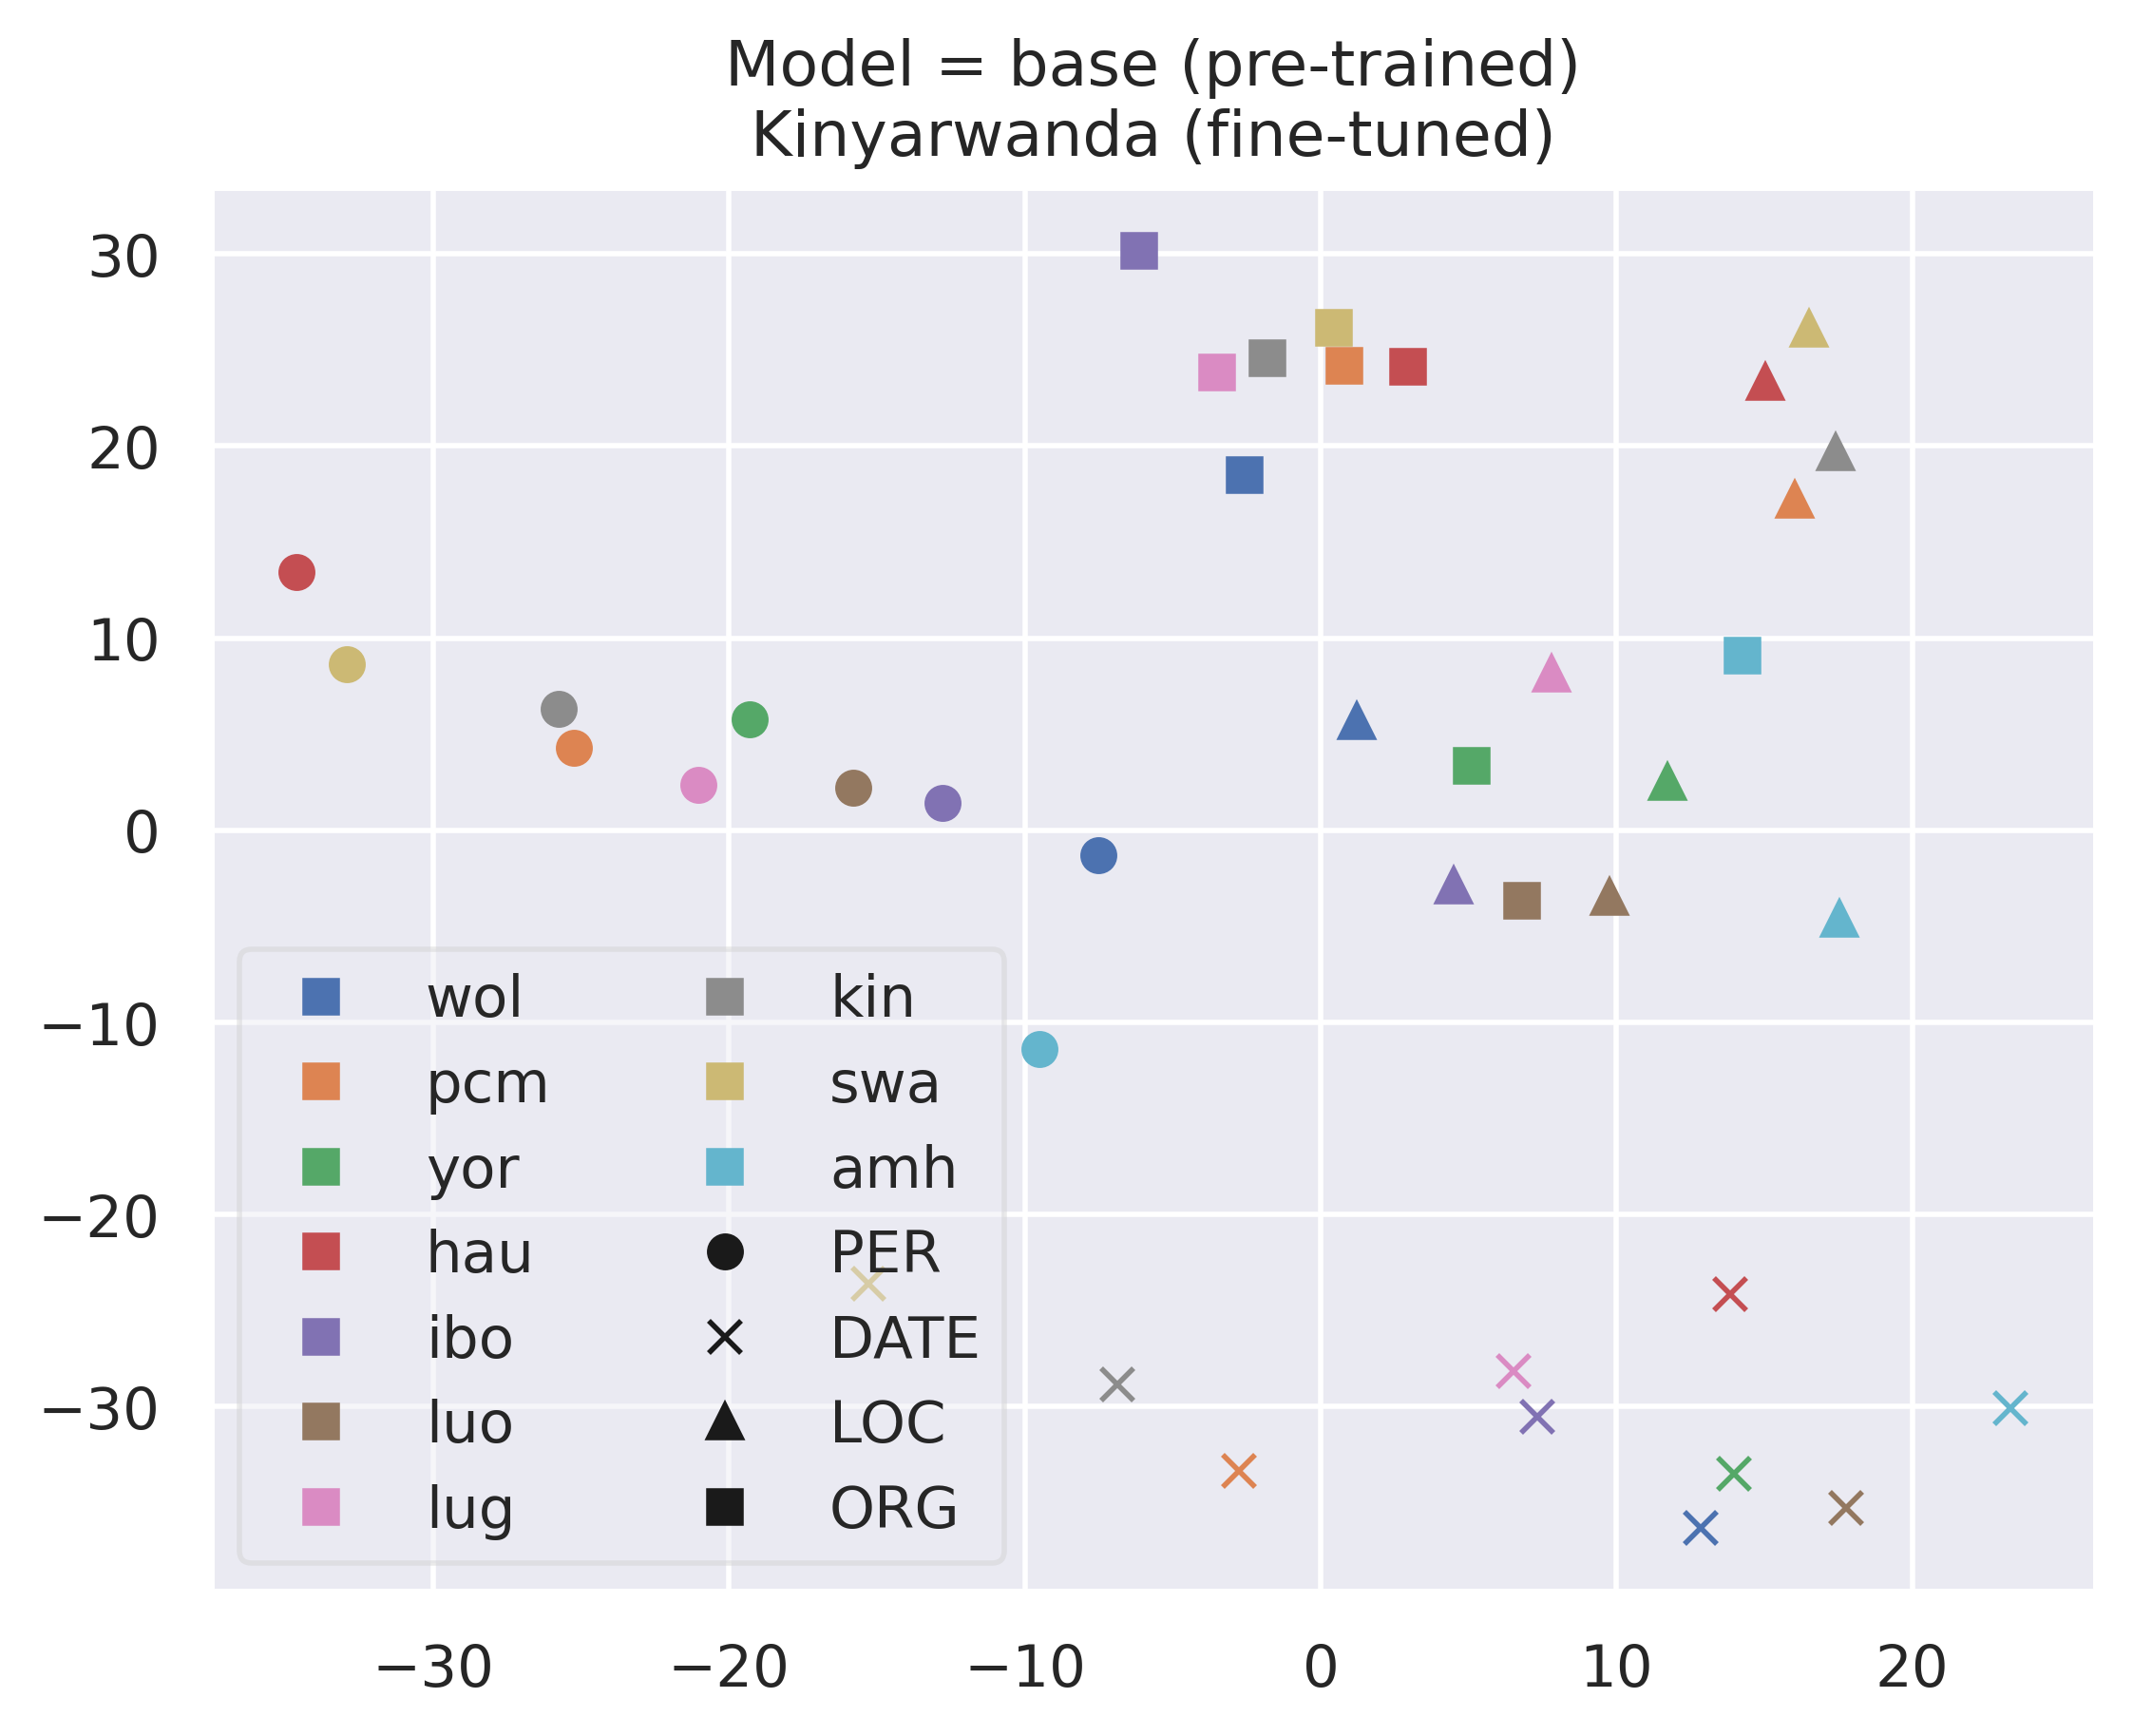 Model = base (pre-trained)
Kinyarwanda (fine-tuned)
30
20
10
0
−10
−20
−30
wol
pcm
yor
hau
ibo
luo
lug
kin
swa
amh
PER
DATE
LOC
ORG
−30
−20
−10
0
10
20